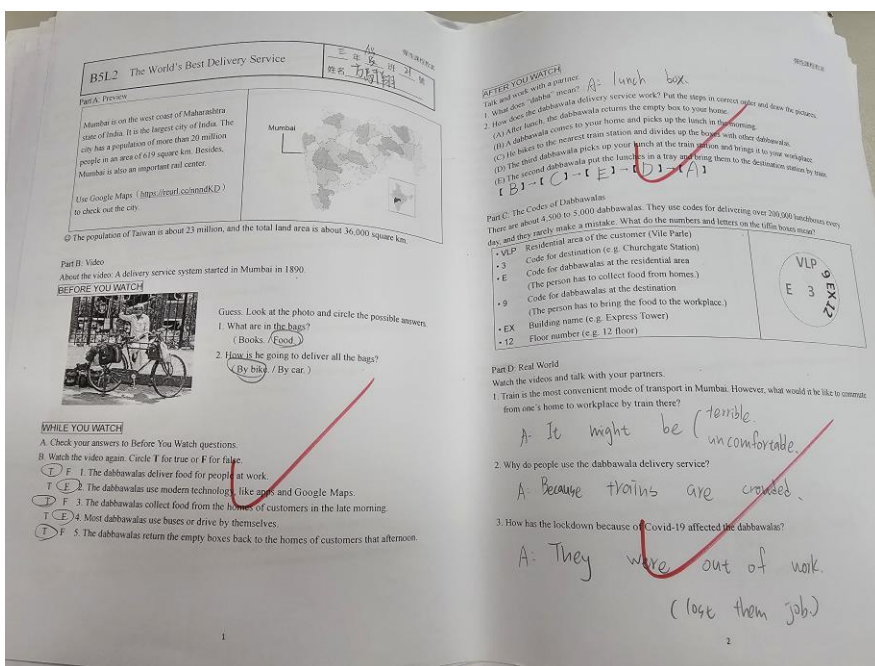 B5L2 The World's Best Delivery Service
三 年 班 號
姓名
Part A: Preview
Mumbai is on the west coast of Maharashtra
state of India. It is the largest city of India. The
city has a population of more than 20 million
people in an area of 619 square km. Besides,
Mumbai is also an important rail center.
Use Google Maps (https://reurl.cc/nnndKD)
to check out the city.
Mumbai
◎The population of Taiwan is about 23 million, and the total land area is about 36,000 square km.
Part B: Video
About the video: A delivery service system started in Mumbai in 1890.
BEFORE YOU WATCH
Guess. Look at the photo and circle the possible answers.
1. What are in the bags?
( Books. / Food. )
2. How is he going to deliver all the bags?
( By bike. / By car. )
WHILE YOU WATCH
A. Check your answers to Before You Watch questions.
B. Watch the video again. Circle T for true or F for false.
T F 1. The dabbawalas deliver food for people at work.
T F 2. The dabbawalas use modern technology, like apps and Google Maps.
T F 3. The dabbawalas collect food from the homes of customers in the late morning.
T F 4. Most dabbawalas use buses or drive by themselves.
T F 5. The dabbawalas return the empty boxes back to the homes of customers that afternoon.
1
AFTER YOU WATCH
Talk and work with a partner
1. What does "dabba" mean? A: lunch box.
2. How does the dabbawala delivery service work? Put the steps in correct order and draw the pictures.
(A) After lunch, the dabbawala returns the empty box to your home.
(B) A dabbawala comes to your home and picks up the lunch in the morning.
(C) He bikes to the nearest train station and divides up the boxes with other dabbawalas.
(D) The third dabbawala picks up your lunch at the train station and brings it to your workplace.
(E) The second dabbawala put the lunches in a tray and bring them to the destination station by train.
【B】→【C】→【E】→【D】→【A】
Part C: The Codes of Dabbawalas
There are about 4,500 to 5,000 dabbawalas. They use codes for delivering over 200,000 lunchboxes every
day, and they rarely make a mistake. What do the numbers and letters on the tiffin boxes mean?
• VLP Residential area of the customer (Vile Parle)
• 3 Code for destination (e.g. Churchgate Station)
• E Code for dabbawalas at the residential area
(The person has to collect food from homes.)
• 9 Code for dabbawalas at the destination
(The person has to bring the food to the workplace.)
• EX Building name (e.g. Express Tower)
• 12 Floor number (e.g. 12 floor)
VLP
E 3
9 EX 12
Part D: Real World
Watch the videos and talk with your partners.
1. Train is the most convenient mode of transport in Mumbai. However, what would it be like to commute
from one's home to workplace by train there?
A: It might be ( terrible.
uncomfortable.
2. Why do people use the dabbawala delivery service?
A: Because trains are crowded.
3. How has the lockdown because of Covid-19 affected the dabbawalas?
A: They were out of work.
(lost them job.)
2